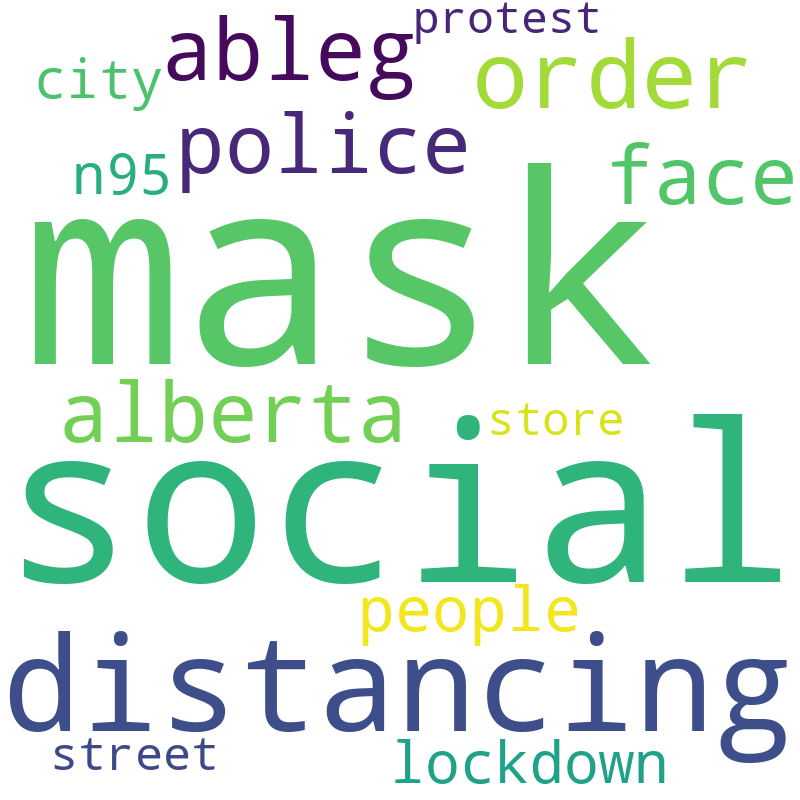 protest
ableg order
city
police face
n95
mask
alberta store
social
people
distancing
street lockdown